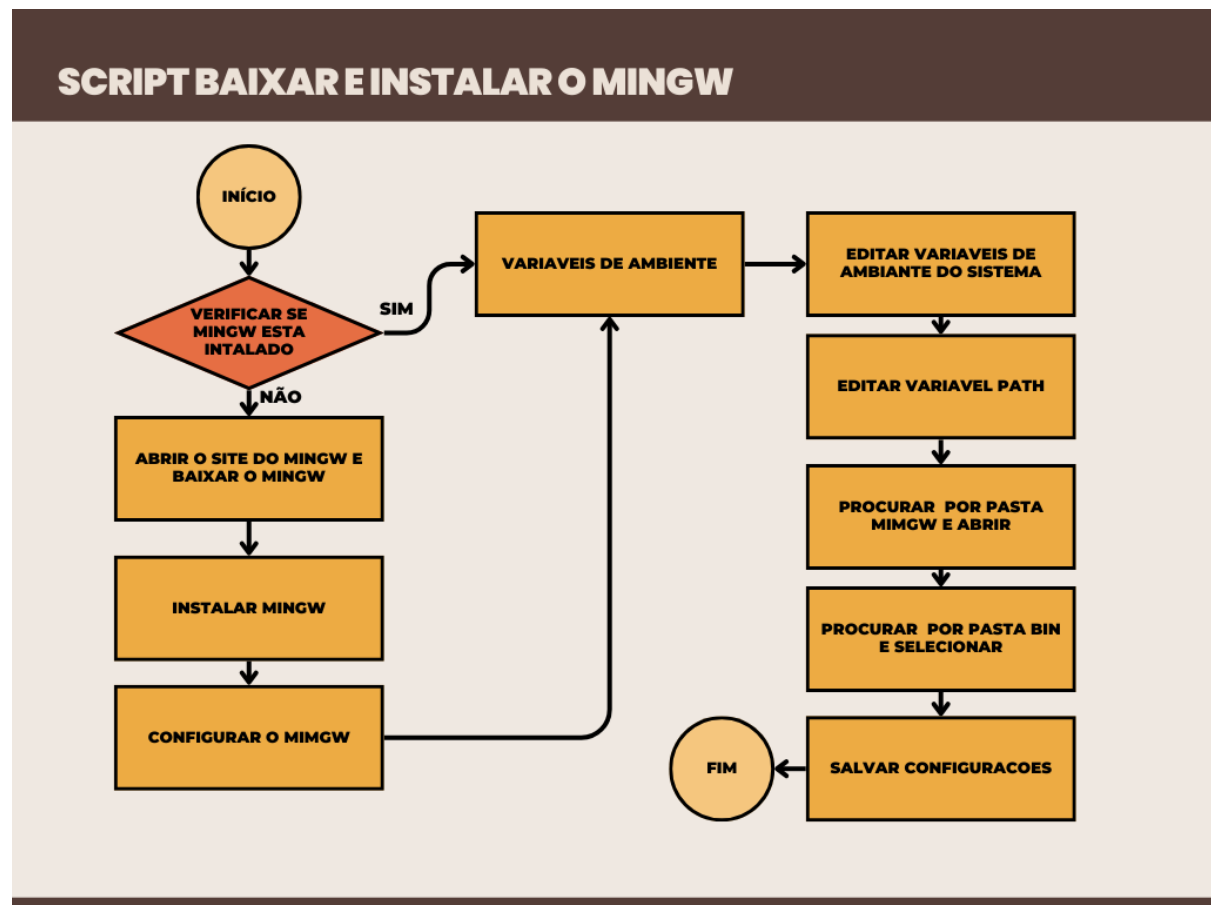 SCRIPT BAIXAR E INSTALAR O MINGW
INÍCIO
VERIFICAR SE
MINGW ESTA
INTALADO
SIM
NÃO
ABRIR O SITE DO MINGW E
BAIXAR O MINGW
INSTALAR MINGW
CONFIGURAR O MIMGW
VARIAVEIS DE AMBIENTE
EDITAR VARIAVEIS DE
AMBIANTE DO SISTEMA
EDITAR VARIAVEL PATH
PROCURAR  POR PASTA
MIMGW E ABRIR
PROCURAR  POR PASTA BIN
E SELECIONAR
SALVAR CONFIGURACOES
FIM